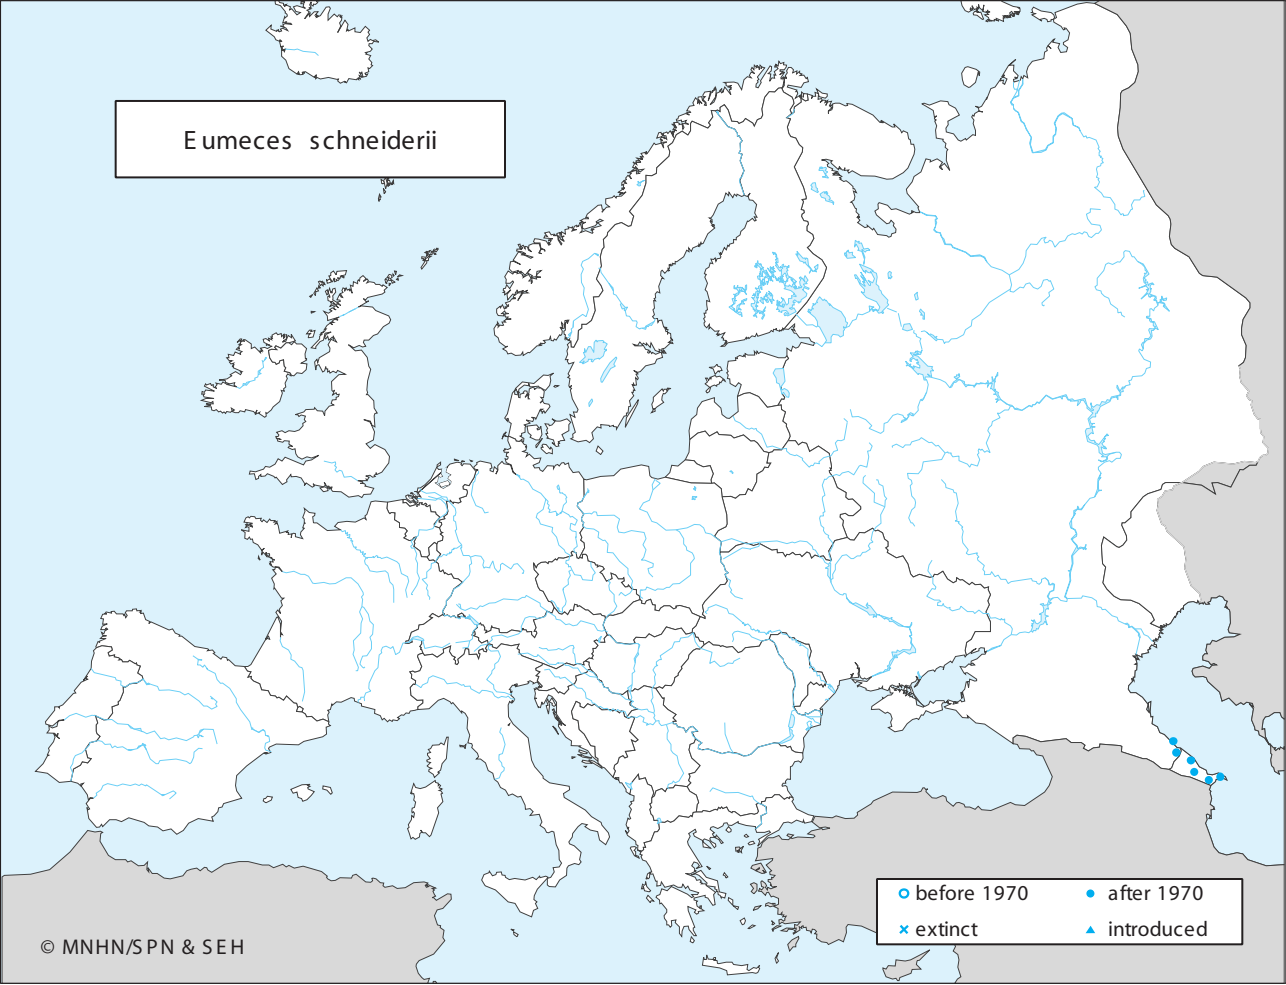 Eumeces schneiderii
before 1970
after 1970
extinct
introduced
© MNHN/SPN & SEH